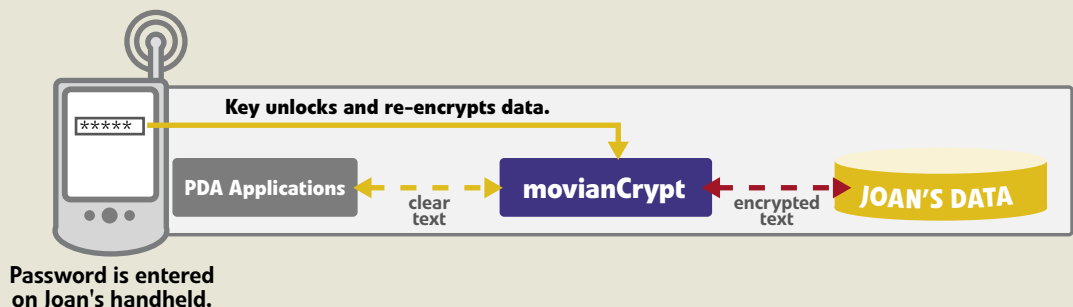 Key unlocks and re-encrypts data.
*****
PDA Applications
clear
text
movianCrypt
encrypted
text
JOAN'S DATA
Password is entered
on Joan's handheld.